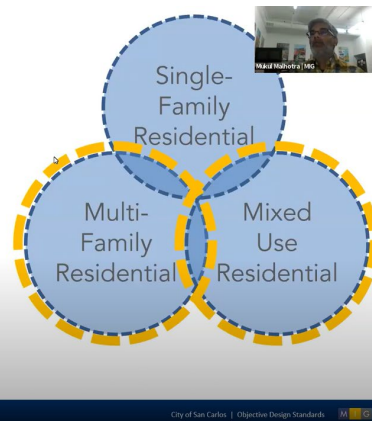 Mukul Malhotra | MIG
Single-
Family
Residential
Multi-
Family
Residential
Mixed
Use
Residential
City of San Carlos | Objective Design Standards
M I G